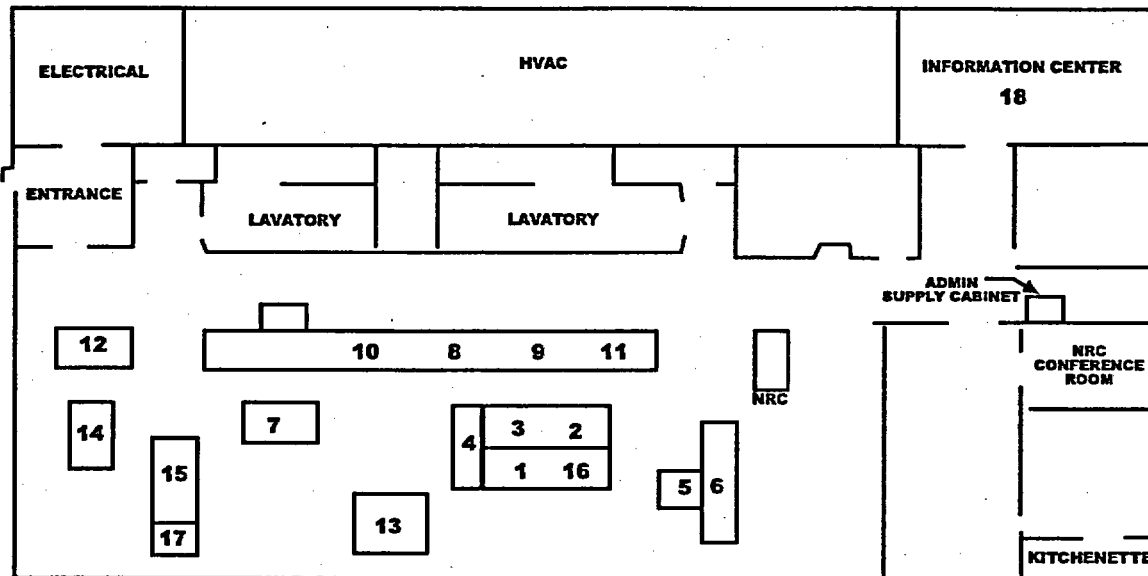 ELECTRICAL
HVAC
INFORMATION CENTER
18
ENTRANCE
LAVATORY
LAVATORY
ADMIN
SUPPLY CABINET
12
10 8 9 11
NRC
CONFERENCE
ROOM
NRC
14
7
4
3 2
1 16
15
5 6
13
17
KITCHENETTE